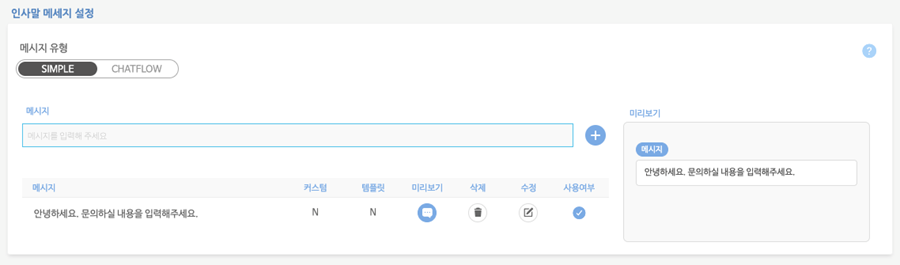 인사말 메세지 설정
메시지 유형
?
SIMPLE CHATFLOW
메시지
메시지를 입력해 주세요
미리보기
메시지
안녕하세요. 문의하실 내용을 입력해주세요.
메시지 커스텀 템플릿 미리보기 삭제 수정 사용여부
안녕하세요. 문의하실 내용을 입력해주세요. N N